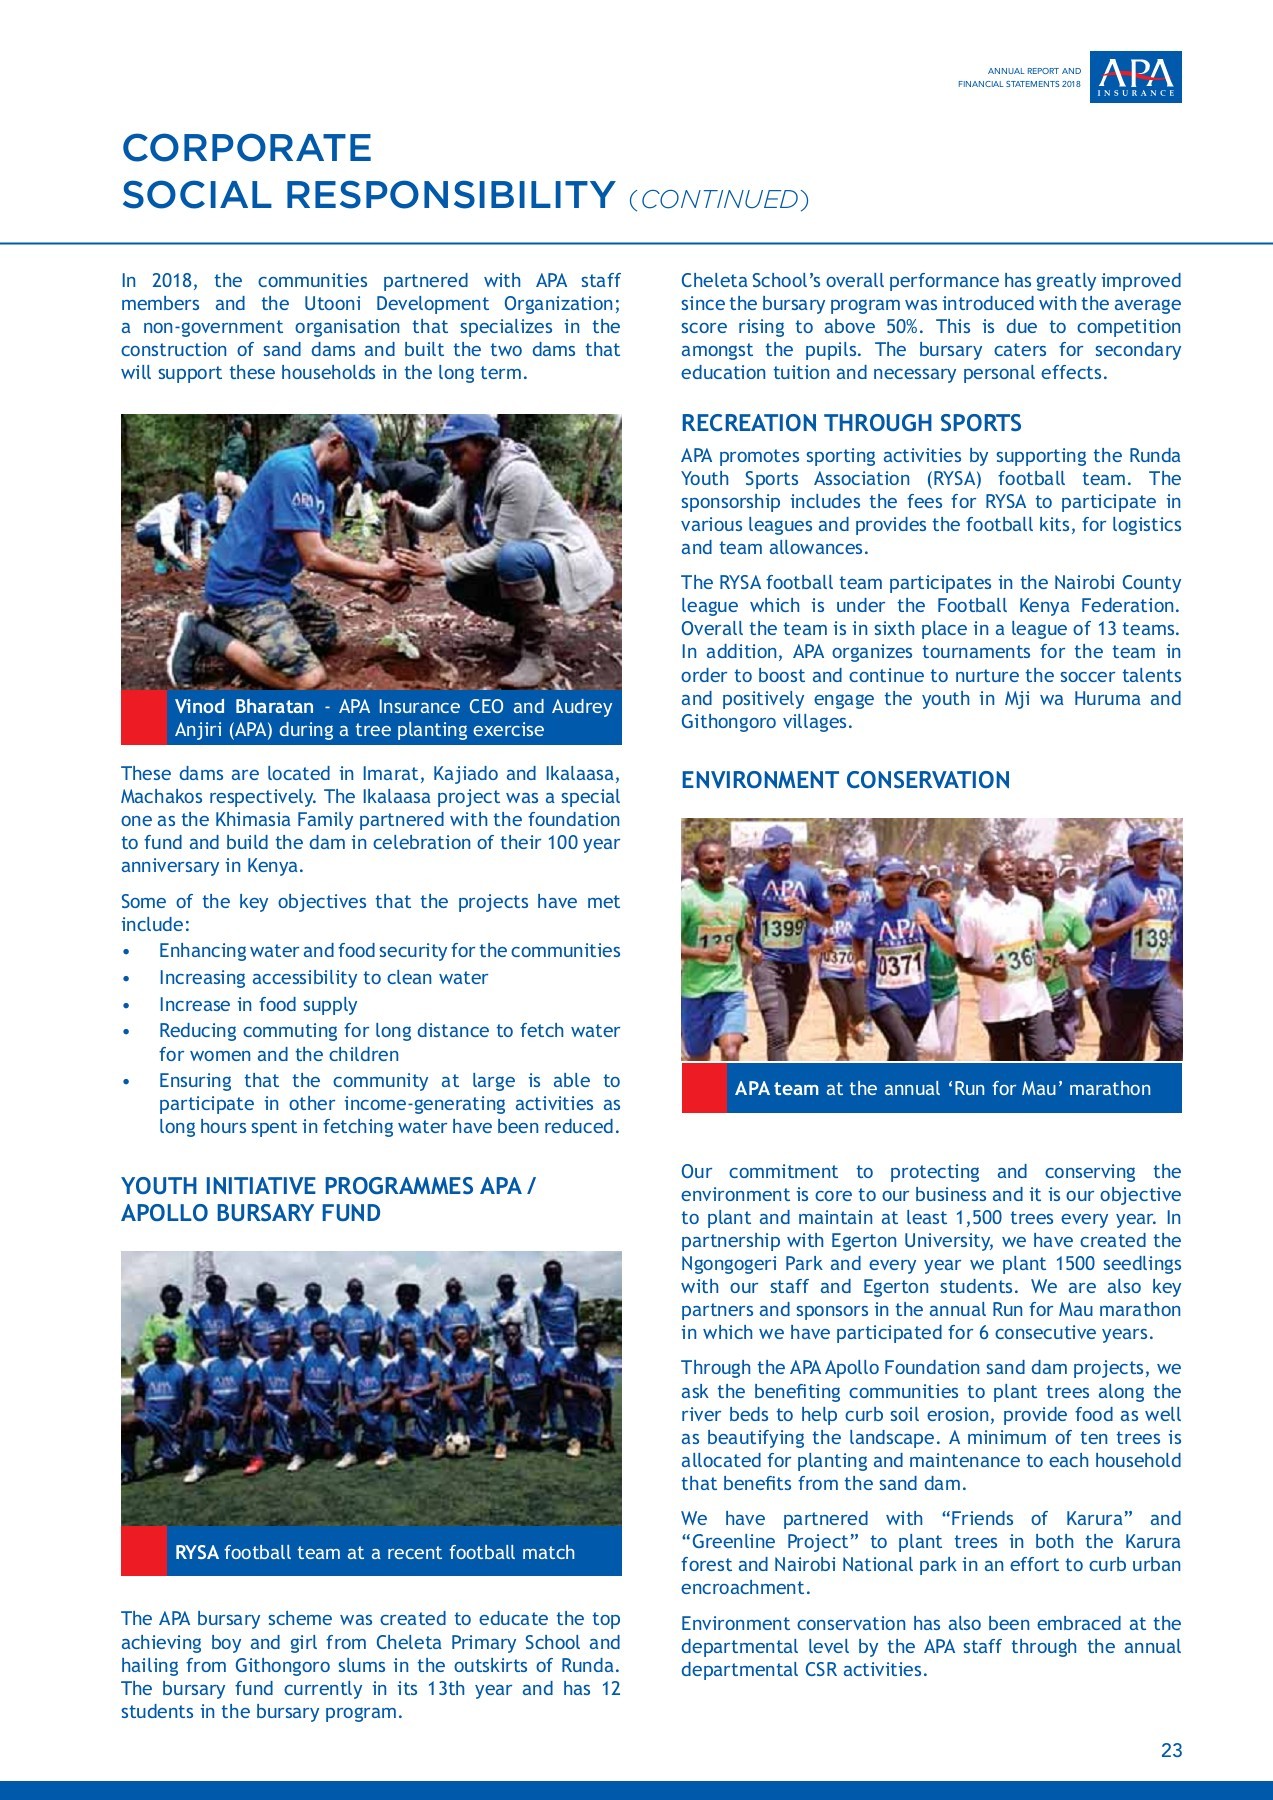 ANNUAL REPORT AND
FINANCIAL STATEMENTS 2018
APA
INSURANCE
CORPORATE
SOCIAL RESPONSIBILITY (CONTINUED)
In 2018, the communities partnered with APA staff
members and the Utooni Development Organization;
a non-government organisation that specializes in the
construction of sand dams and built the two dams that
will support these households in the long term.
APA
Vinod Bharatan - APA Insurance CEO and Audrey
Anjiri (APA) during a tree planting exercise
These dams are located in Imarat, Kajiado and Ikalaasa,
Machakos respectively. The Ikalaasa project was a special
one as the Khimasia Family partnered with the foundation
to fund and build the dam in celebration of their 100 year
anniversary in Kenya.
Some of the key objectives that the projects have met
include:
• Enhancing water and food security for the communities
• Increasing accessibility to clean water
• Increase in food supply
• Reducing commuting for long distance to fetch water
for women and the children
• Ensuring that the community at large is able to
participate in other income-generating activities as
long hours spent in fetching water have been reduced.
YOUTH INITIATIVE PROGRAMMES APA /
APOLLO BURSARY FUND
RYSA football team at a recent football match
The APA bursary scheme was created to educate the top
achieving boy and girl from Cheleta Primary School and
hailing from Githongoro slums in the outskirts of Runda.
The bursary fund currently in its 13th year and has 12
students in the bursary program.
Cheleta School's overall performance has greatly improved
since the bursary program was introduced with the average
score rising to above 50%. This is due to competition
amongst the pupils. The bursary caters for secondary
education tuition and necessary personal effects.
RECREATION THROUGH SPORTS
APA promotes sporting activities by supporting the Runda
Youth Sports Association (RYSA) football team. The
sponsorship includes the fees for RYSA to participate in
various leagues and provides the football kits, for logistics
and team allowances.
The RYSA football team participates in the Nairobi County
league which is under the Football Kenya Federation.
Overall the team is in sixth place in a league of 13 teams.
In addition, APA organizes tournaments for the team in
order to boost and continue to nurture the soccer talents
and positively engage the youth in Mji wa Huruma and
Githongoro villages.
ENVIRONMENT CONSERVATION
APA
1399
0370
APA
0371
136
APA
139
APA team at the annual ‘Run for Mau’ marathon
Our commitment to protecting and conserving the
environment is core to our business and it is our objective
to plant and maintain at least 1,500 trees every year. In
partnership with Egerton University, we have created the
Ngongogeri Park and every year we plant 1500 seedlings
with our staff and Egerton students. We are also key
partners and sponsors in the annual Run for Mau marathon
in which we have participated for 6 consecutive years.
Through the APA Apollo Foundation sand dam projects, we
ask the benefiting communities to plant trees along the
river beds to help curb soil erosion, provide food as well
as beautifying the landscape. A minimum of ten trees is
allocated for planting and maintenance to each household
that benefits from the sand dam.
We have partnered with “Friends of Karura” and
“Greenline Project” to plant trees in both the Karura
forest and Nairobi National park in an effort to curb urban
encroachment.
Environment conservation has also been embraced at the
departmental level by the APA staff through the annual
departmental CSR activities.
23